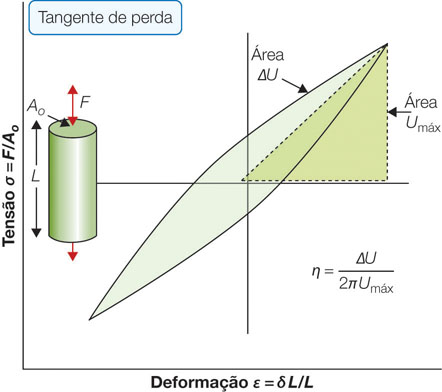 Tangente de perda
Área
ΔU
Área
Umáx
Aₒ
F
L
Tensão σ = F/Aₒ
η = ΔU / 2πUmáx
Deformação ε = δL/L